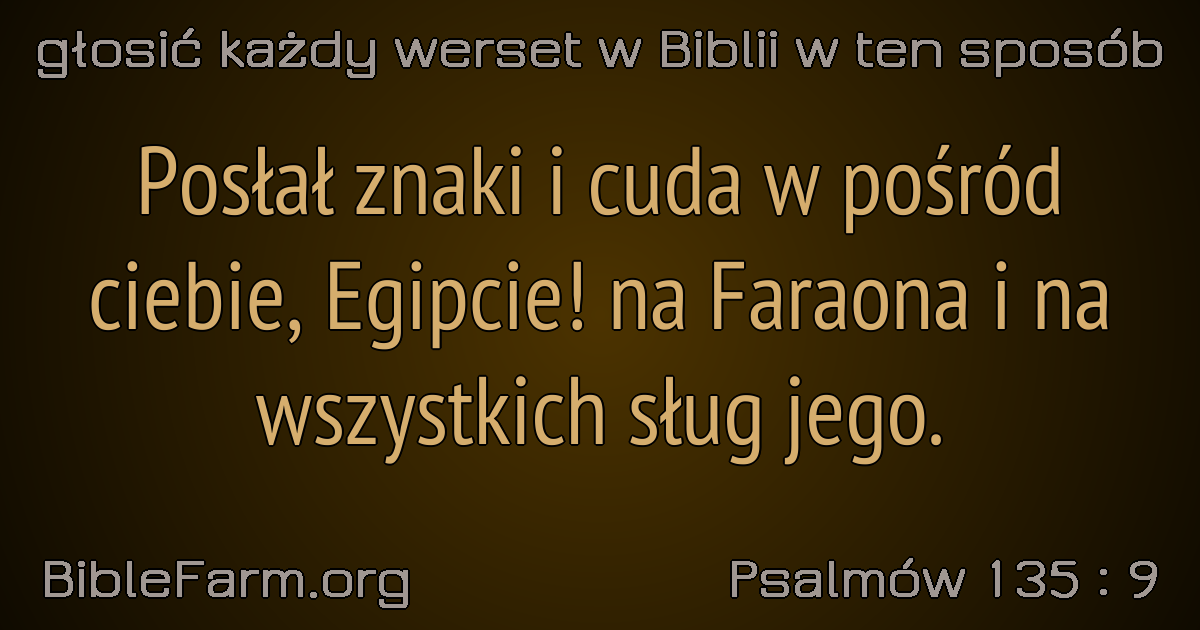 głosić każdy werset w Biblii w ten sposób
Posłał znaki i cuda w pośród
ciebie, Egipcie! na Faraona i na
wszystkich sług jego.
BibleFarm.org
Psalmów 135 : 9